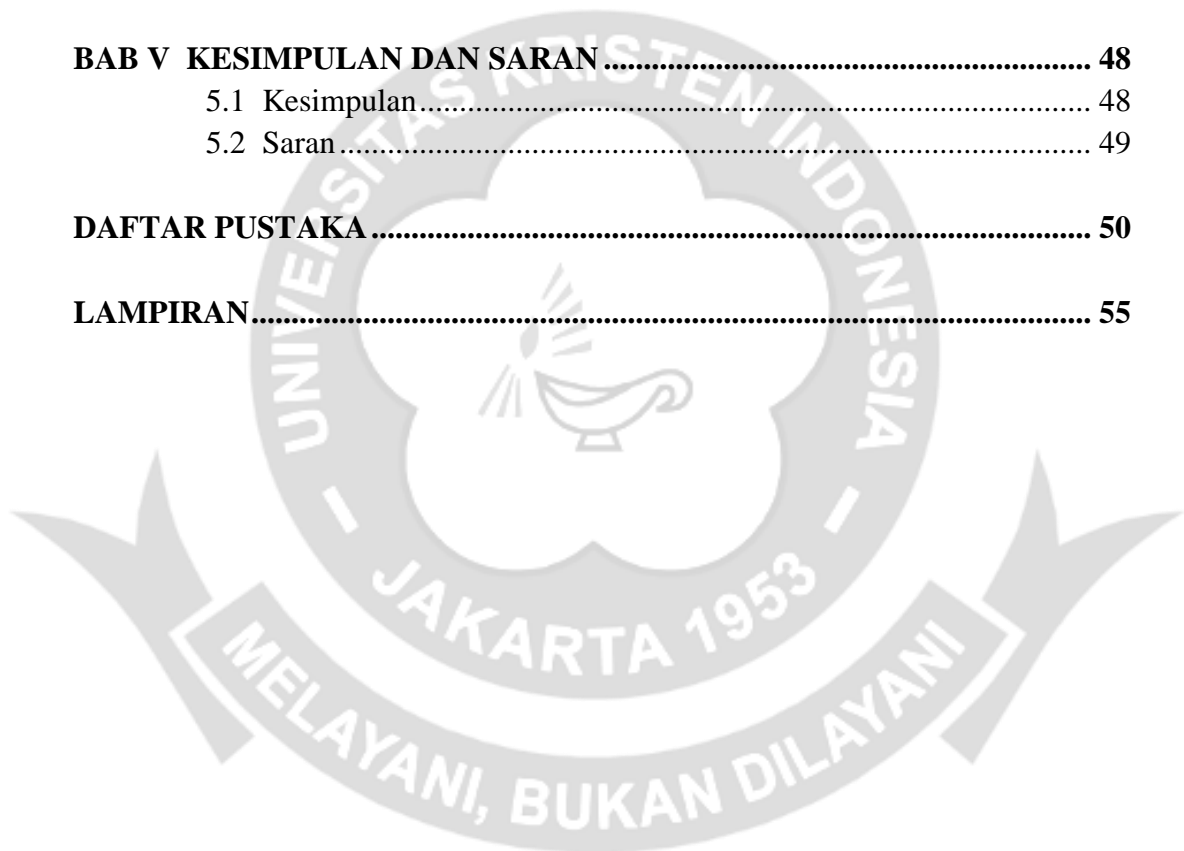 BAB V  KESIMPULAN DAN SARAN ........................................................... 48
5.1  Kesimpulan ................................................................................... 48
5.2  Saran ............................................................................................. 49
DAFTAR PUSTAKA ......................................................................................... 50
LAMPIRAN ........................................................................................................ 55
UNIVERSITAS KRISTEN INDONESIA
- JAKARTA 1953 -
MELAYANI, BUKAN DILAYANI